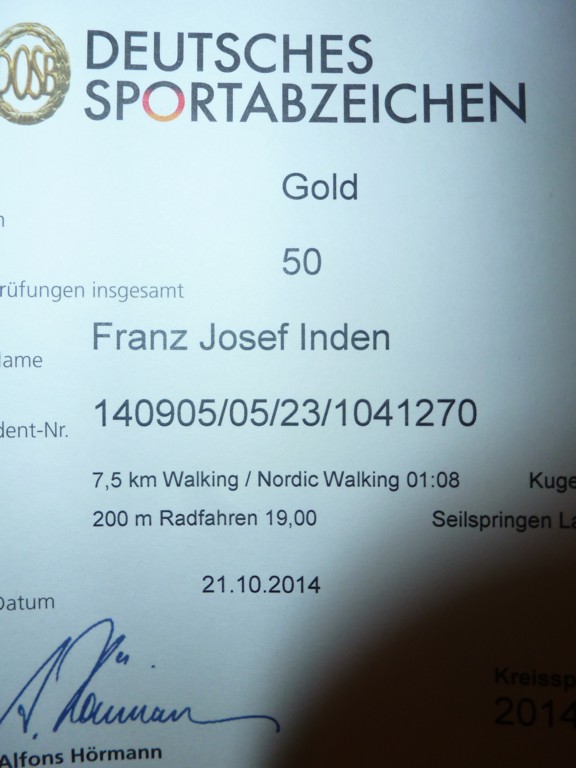 DOSB
DEUTSCHES
SPORTABZEICHEN
Gold
50
rüfungen insgesamt
Franz Josef Inden
ame
140905/05/23/1041270
dent-Nr.
7,5 km Walking / Nordic Walking 01:08 Kuge
200 m Radfahren 19,00 Seilspringen La
21.10.2014
Datum
Kreissp
2014
Alfons Hörmann